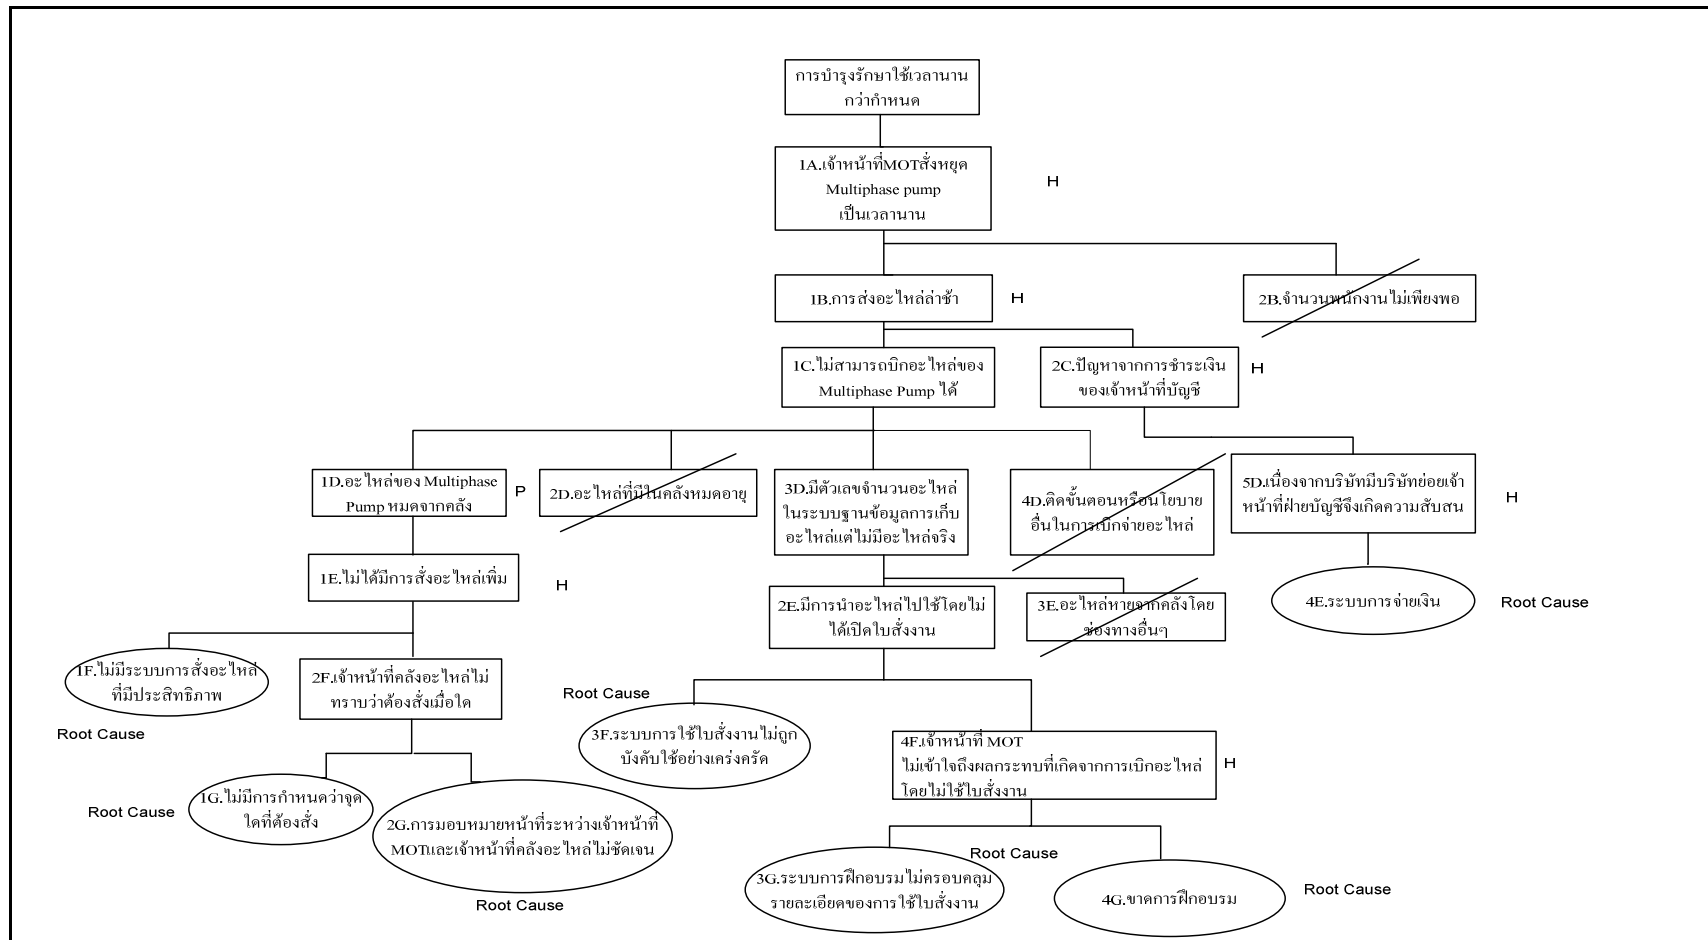 การบำรุงรักษาใช้เวลานาน
กว่ากำหนด
1A.เจ้าหน้าที่MOTสั่งหยุด
Multiphase pump
เป็นเวลานาน
H
1B.การส่งอะไหล่ล่าช้า
H
2B.จำนวนพนักงานไม่เพียงพอ
1C.ไม่สามารถบิกอะไหล่ของ
Multiphase Pump ได้
2C.ปัญหาจากการชำระเงิน
ของเจ้าหน้าที่บัญชี
H
1D.อะไหล่ของ Multiphase
Pump หมดจากคลัง
P
2D.อะไหล่ที่มีในคลังหมดอายุ
3D.มีตัวเลขจำนวนอะไหล่
ในระบบฐานข้อมูลการเก็บ
อะไหล่แต่ไม่มีอะไหล่จริง
4D.ติดขั้นตอนหรือนโยบาย
อื่นในการเบิกจ่ายอะไหล่
5D.เนื่องจากบริษัทมีบริษัทย่อยเจ้า
หน้าที่ฝ่ายบัญชีจึงเกิดความสับสน
H
1E.ไม่ได้มีการสั่งอะไหล่เพิ่ม
H
2E.มีการนำอะไหล่ไปใช้โดยไม่
ได้เปิดใบสั่งงาน
3E.อะไหล่หายจากคลังโดย
ช่องทางอื่นๆ
4E.ระบบการจ่ายเงิน
Root Cause
1F.ไม่มีระบบการสั่งอะไหล่
ที่มีประสิทธิภาพ
Root Cause
2F.เจ้าหน้าที่คลังอะไหล่ไม่
ทราบว่าต้องสั่งเมื่อใด
Root Cause
3F.ระบบการใช้ใบสั่งงานไม่ถูก
บังคับใช้อย่างเคร่งครัด
4F.เจ้าหน้าที่ MOT
ไม่เข้าใจถึงผลกระทบที่เกิดจากการเบิกอะไหล่
โดยไม่ใช้ใบสั่งงาน
H
Root Cause
1G.ไม่มีการกำหนดว่าจุด
ใดที่ต้องสั่ง
2G.การมอบหมายหน้าที่ระหว่างเจ้าหน้าที่
MOTและเจ้าหน้าที่คลังอะไหล่ไม่ชัดเจน
Root Cause
Root Cause
3G.ระบบการฝึกอบรมไม่ครอบคลุม
รายละเอียดของการใช้ใบสั่งงาน
4G.ขาดการฝึกอบรม
Root Cause